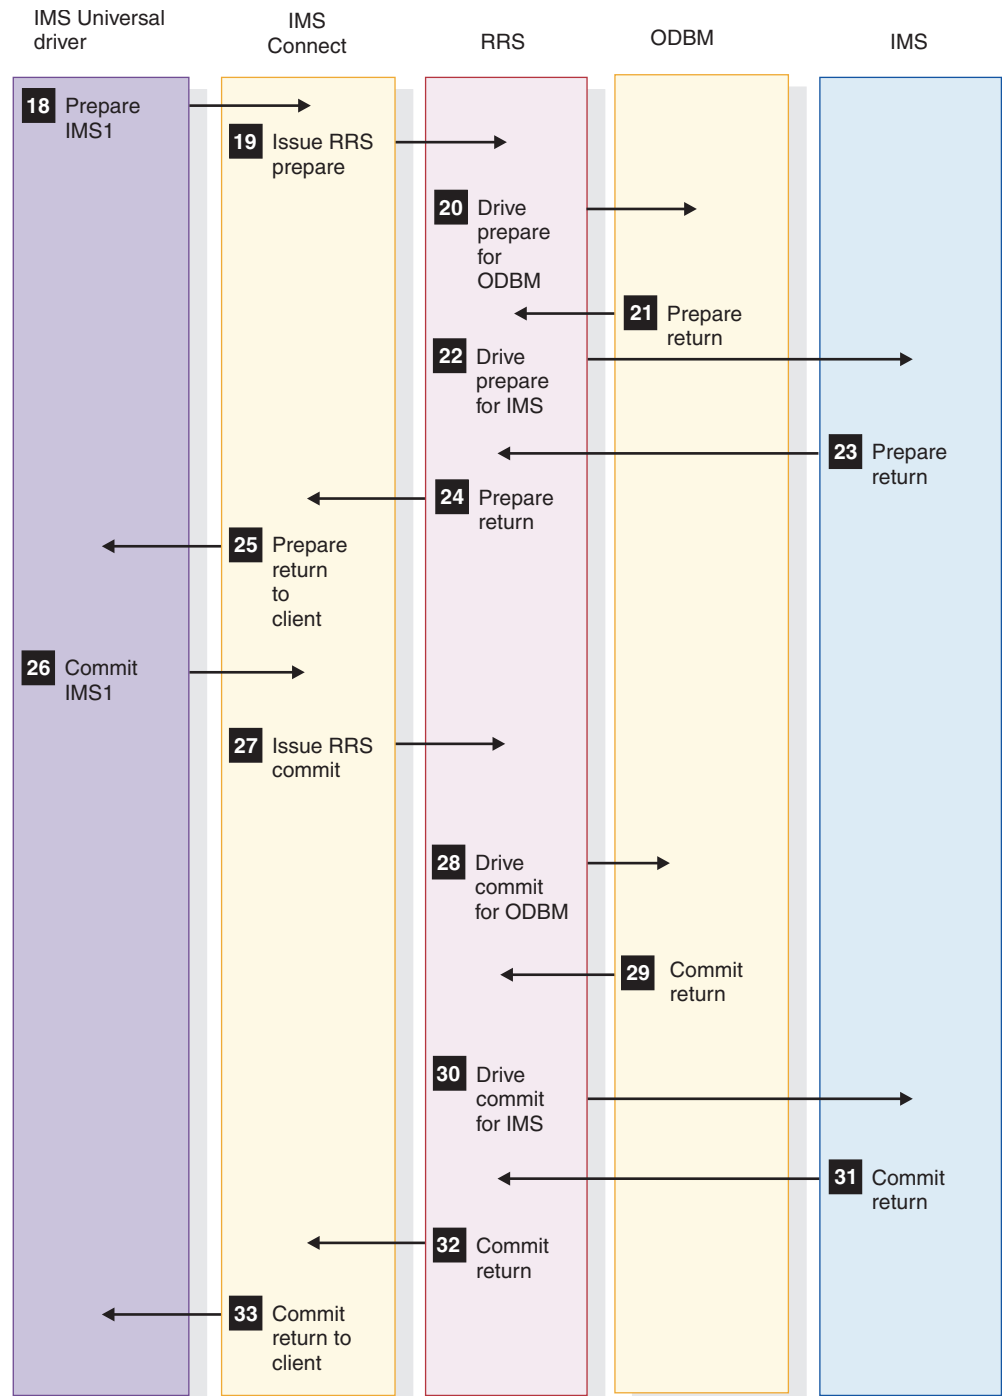 IMS Universal
driver
IMS
Connect
RRS
ODBM
IMS
18 Prepare
IMS1
19 Issue RRS
prepare
20 Drive
prepare
for
ODBM
21 Prepare
return
22 Drive
prepare
for IMS
23 Prepare
return
24 Prepare
return
25 Prepare
return
to
client
26 Commit
IMS1
27 Issue RRS
commit
28 Drive
commit
for ODBM
29 Commit
return
30 Drive
commit
for IMS
31 Commit
return
32 Commit
return
33 Commit
return to
client